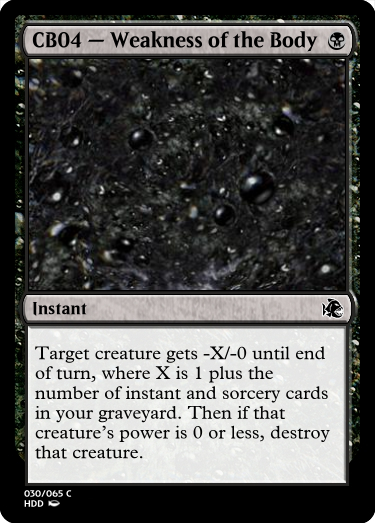 CB04 — Weakness of the Body
Instant
Target creature gets -X/-0 until end
of turn, where X is 1 plus the
number of instant and sorcery cards
in your graveyard. Then if that
creature's power is 0 or less, destroy
that creature.
030/065 C
HDD